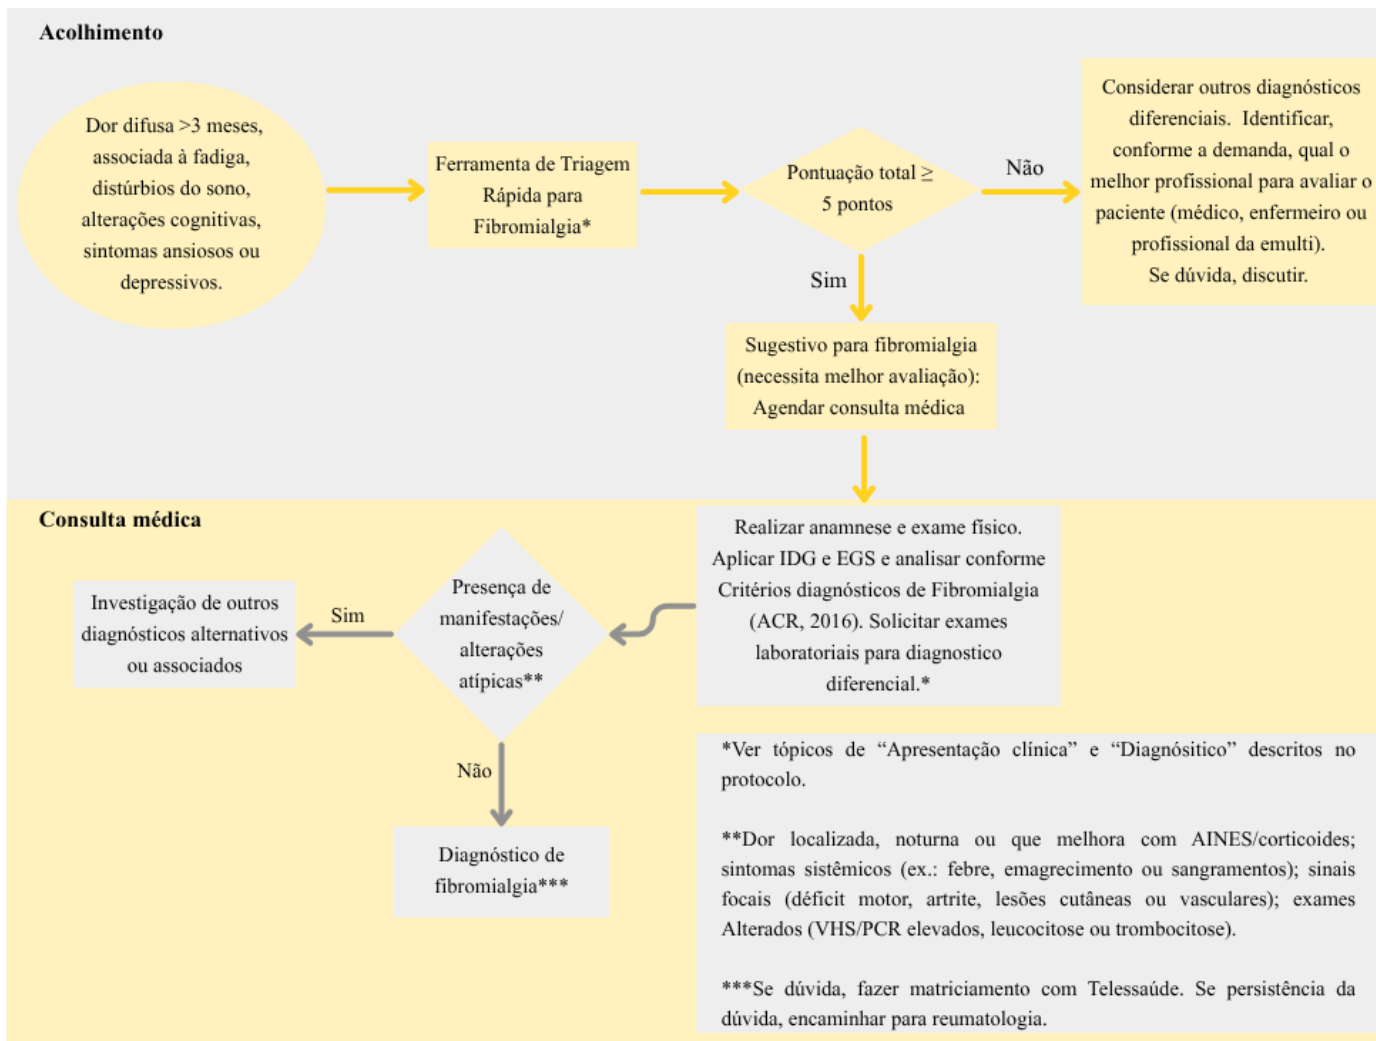 Acolhimento
Dor difusa >3 meses,
associada à fadiga,
distúrbios do sono,
alterações cognitivas,
sintomas ansiosos ou
depressivos.
Ferramenta de Triagem
Rápida para
Fibromialgia*
Pontuação total ≥
5 pontos
Não
Considerar outros diagnósticos
diferenciais. Identificar,
conforme a demanda, qual o
melhor profissional para avaliar o
paciente (médico, enfermeiro ou
profissional da emulti).
Se dúvida, discutir.
Sim
Sugestivo para fibromialgia
(necessita melhor avaliação):
Agendar consulta médica
Consulta médica
Realizar anamnese e exame físico.
Aplicar IDG e EGS e analisar conforme
Critérios diagnósticos de Fibromialgia
(ACR, 2016). Solicitar exames
laboratoriais para diagnostico
diferencial.*
Presença de
manifestações/
alterações
atípicas**
Sim
Investigação de outros
diagnósticos alternativos
ou associados
Não
Diagnóstico de
fibromialgia***
*Ver tópicos de “Apresentação clínica” e “Diagnósitico” descritos no
protocolo.
**Dor localizada, noturna ou que melhora com AINES/corticoides;
sintomas sistêmicos (ex.: febre, emagrecimento ou sangramentos); sinais
focais (déficit motor, artrite, lesões cutâneas ou vasculares); exames
Alterados (VHS/PCR elevados, leucocitose ou trombocitose).
***Se dúvida, fazer matriciamento com Telessaúde. Se persistência da
dúvida, encaminhar para reumatologia.